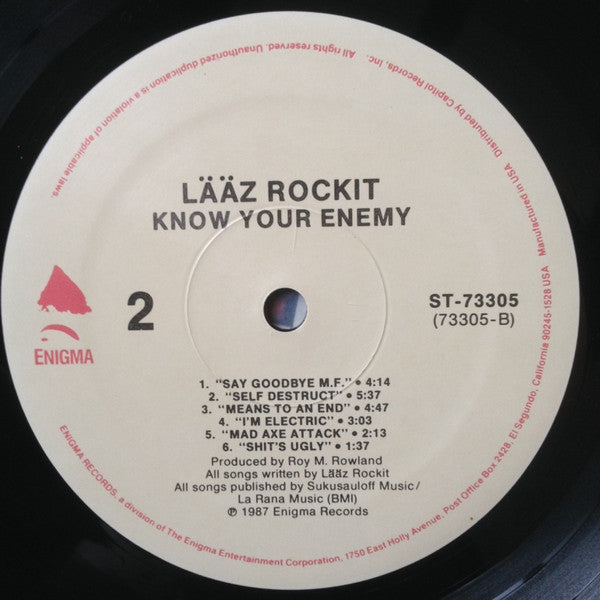 LÄÄZ ROCKIT
KNOW YOUR ENEMY
2
ENIGMA
ST-73305
(73305-B)
1. "SAY GOODBYE M.F." • 4:14
2. "SELF DESTRUCT" • 5:37
3. "MEANS TO AN END" • 4:47
4. "I'M ELECTRIC" • 3:03
5. "MAD AXE ATTACK" • 2:13
6. "SHIT'S UGLY" • 1:37
Produced by Roy M. Rowland
All songs written by Lääz Rockit
All songs published by Sukusauloff Music/
La Rana Music (BMI)
℗ 1987 Enigma Records
ENIGMA RECORDS, a division of The Enigma Entertainment Corporation, 1750 East Holly Avenue, Post Office Box 2428, El Segundo, California 90245-1528 USA Manufactured in USA Distributed by Capitol Records, Inc. All rights reserved. Unauthorized duplication is a violation of applicable laws.